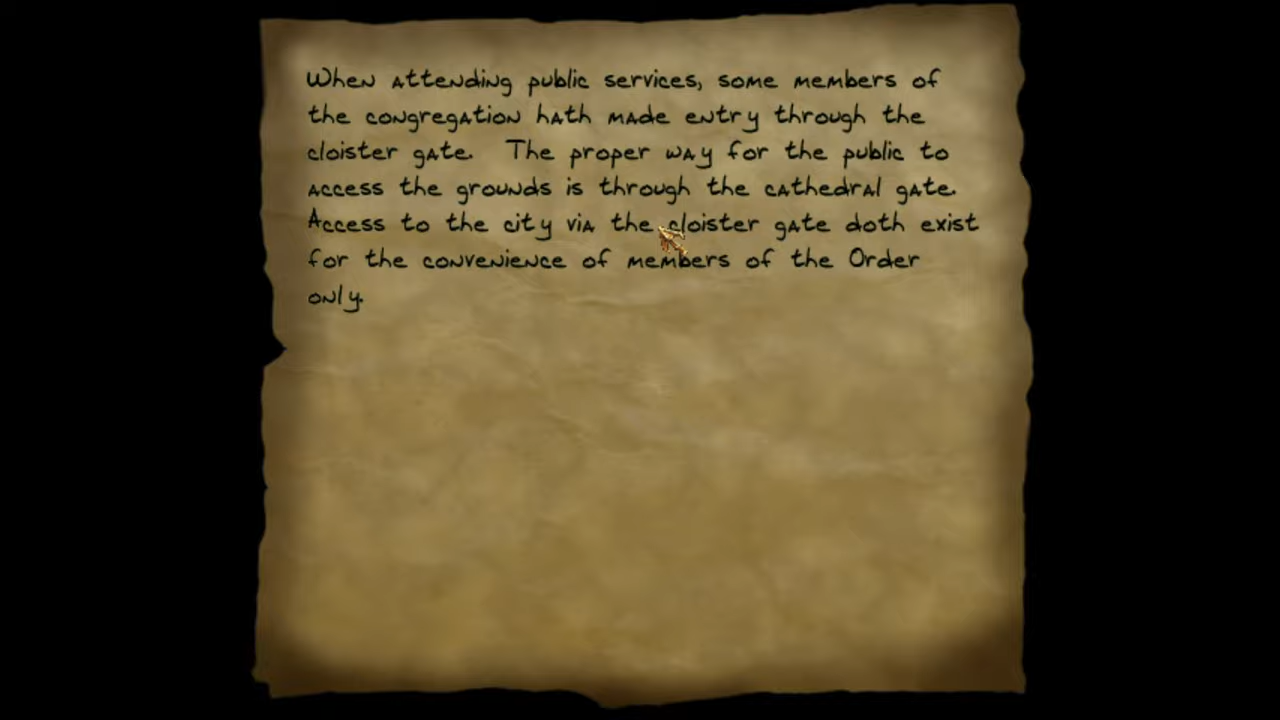 When attending public services, some members of
the congregation hath made entry through the
cloister gate. The proper way for the public to
access the grounds is through the cathedral gate.
Access to the city via the cloister gate doth exist
for the convenience of members of the Order
only.